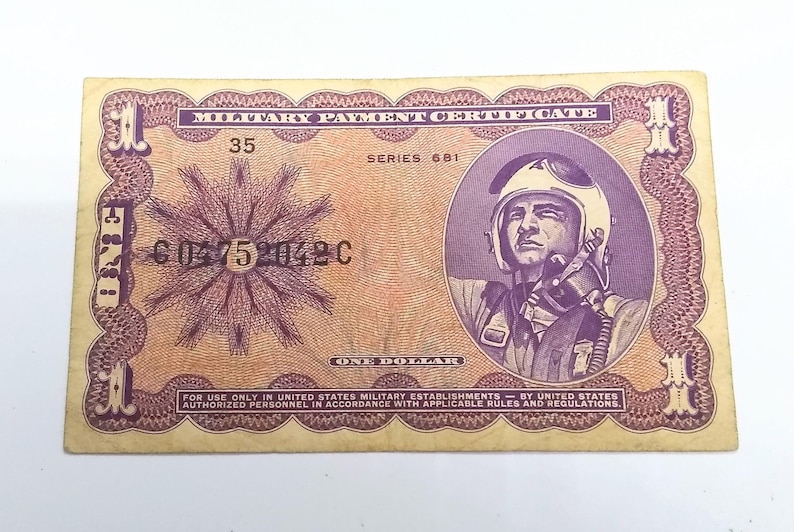 1 MILITARY PAYMENT CERTIFICATE 1
35
SERIES 681
ONE
G04752042C
ONE DOLLAR
1 1
FOR USE ONLY IN UNITED STATES MILITARY ESTABLISHMENTS — BY UNITED STATES
AUTHORIZED PERSONNEL IN ACCORDANCE WITH APPLICABLE RULES AND REGULATIONS.